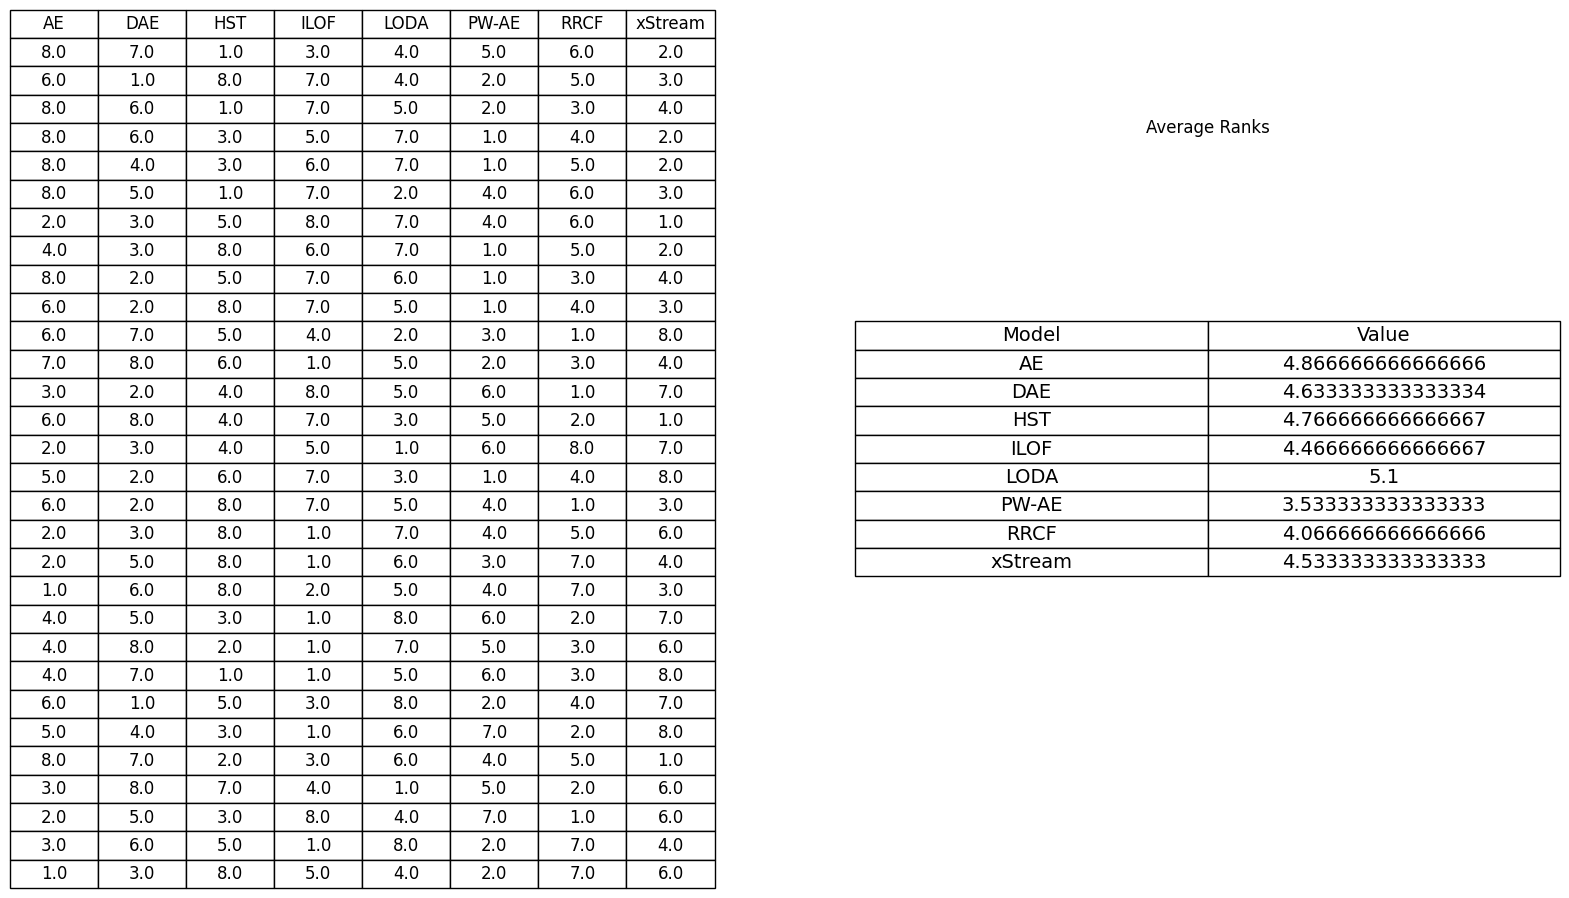 AE DAE HST ILOF LODA PW-AE RRCF xStream
8.0 7.0 1.0 3.0 4.0 5.0 6.0 2.0
6.0 1.0 8.0 7.0 4.0 2.0 5.0 3.0
8.0 6.0 1.0 7.0 5.0 2.0 3.0 4.0
8.0 6.0 3.0 5.0 7.0 1.0 4.0 2.0
8.0 4.0 3.0 6.0 7.0 1.0 5.0 2.0
8.0 5.0 1.0 7.0 2.0 4.0 6.0 3.0
2.0 3.0 5.0 8.0 7.0 4.0 6.0 1.0
4.0 3.0 8.0 6.0 7.0 1.0 5.0 2.0
8.0 2.0 5.0 7.0 6.0 1.0 3.0 4.0
6.0 2.0 8.0 7.0 5.0 1.0 4.0 3.0
6.0 7.0 5.0 4.0 2.0 3.0 1.0 8.0
7.0 8.0 6.0 1.0 5.0 2.0 3.0 4.0
3.0 2.0 4.0 8.0 5.0 6.0 1.0 7.0
6.0 8.0 4.0 7.0 3.0 5.0 2.0 1.0
2.0 3.0 4.0 5.0 1.0 6.0 8.0 7.0
5.0 2.0 6.0 7.0 3.0 1.0 4.0 8.0
6.0 2.0 8.0 7.0 5.0 4.0 1.0 3.0
2.0 3.0 8.0 1.0 7.0 4.0 5.0 6.0
2.0 5.0 8.0 1.0 6.0 3.0 7.0 4.0
1.0 6.0 8.0 2.0 5.0 4.0 7.0 3.0
4.0 5.0 3.0 1.0 8.0 6.0 2.0 7.0
4.0 8.0 2.0 1.0 7.0 5.0 3.0 6.0
4.0 7.0 1.0 1.0 5.0 6.0 3.0 8.0
6.0 1.0 5.0 3.0 8.0 2.0 4.0 7.0
5.0 4.0 3.0 1.0 6.0 7.0 2.0 8.0
8.0 7.0 2.0 3.0 6.0 4.0 5.0 1.0
3.0 8.0 7.0 4.0 1.0 5.0 2.0 6.0
2.0 5.0 3.0 8.0 4.0 7.0 1.0 6.0
3.0 6.0 5.0 1.0 8.0 2.0 7.0 4.0
1.0 3.0 8.0 5.0 4.0 2.0 7.0 6.0
Average Ranks
Model Value
AE 4.866666666666666
DAE 4.633333333333334
HST 4.766666666666667
ILOF 4.466666666666667
LODA 5.1
PW-AE 3.533333333333333
RRCF 4.066666666666666
xStream 4.533333333333333